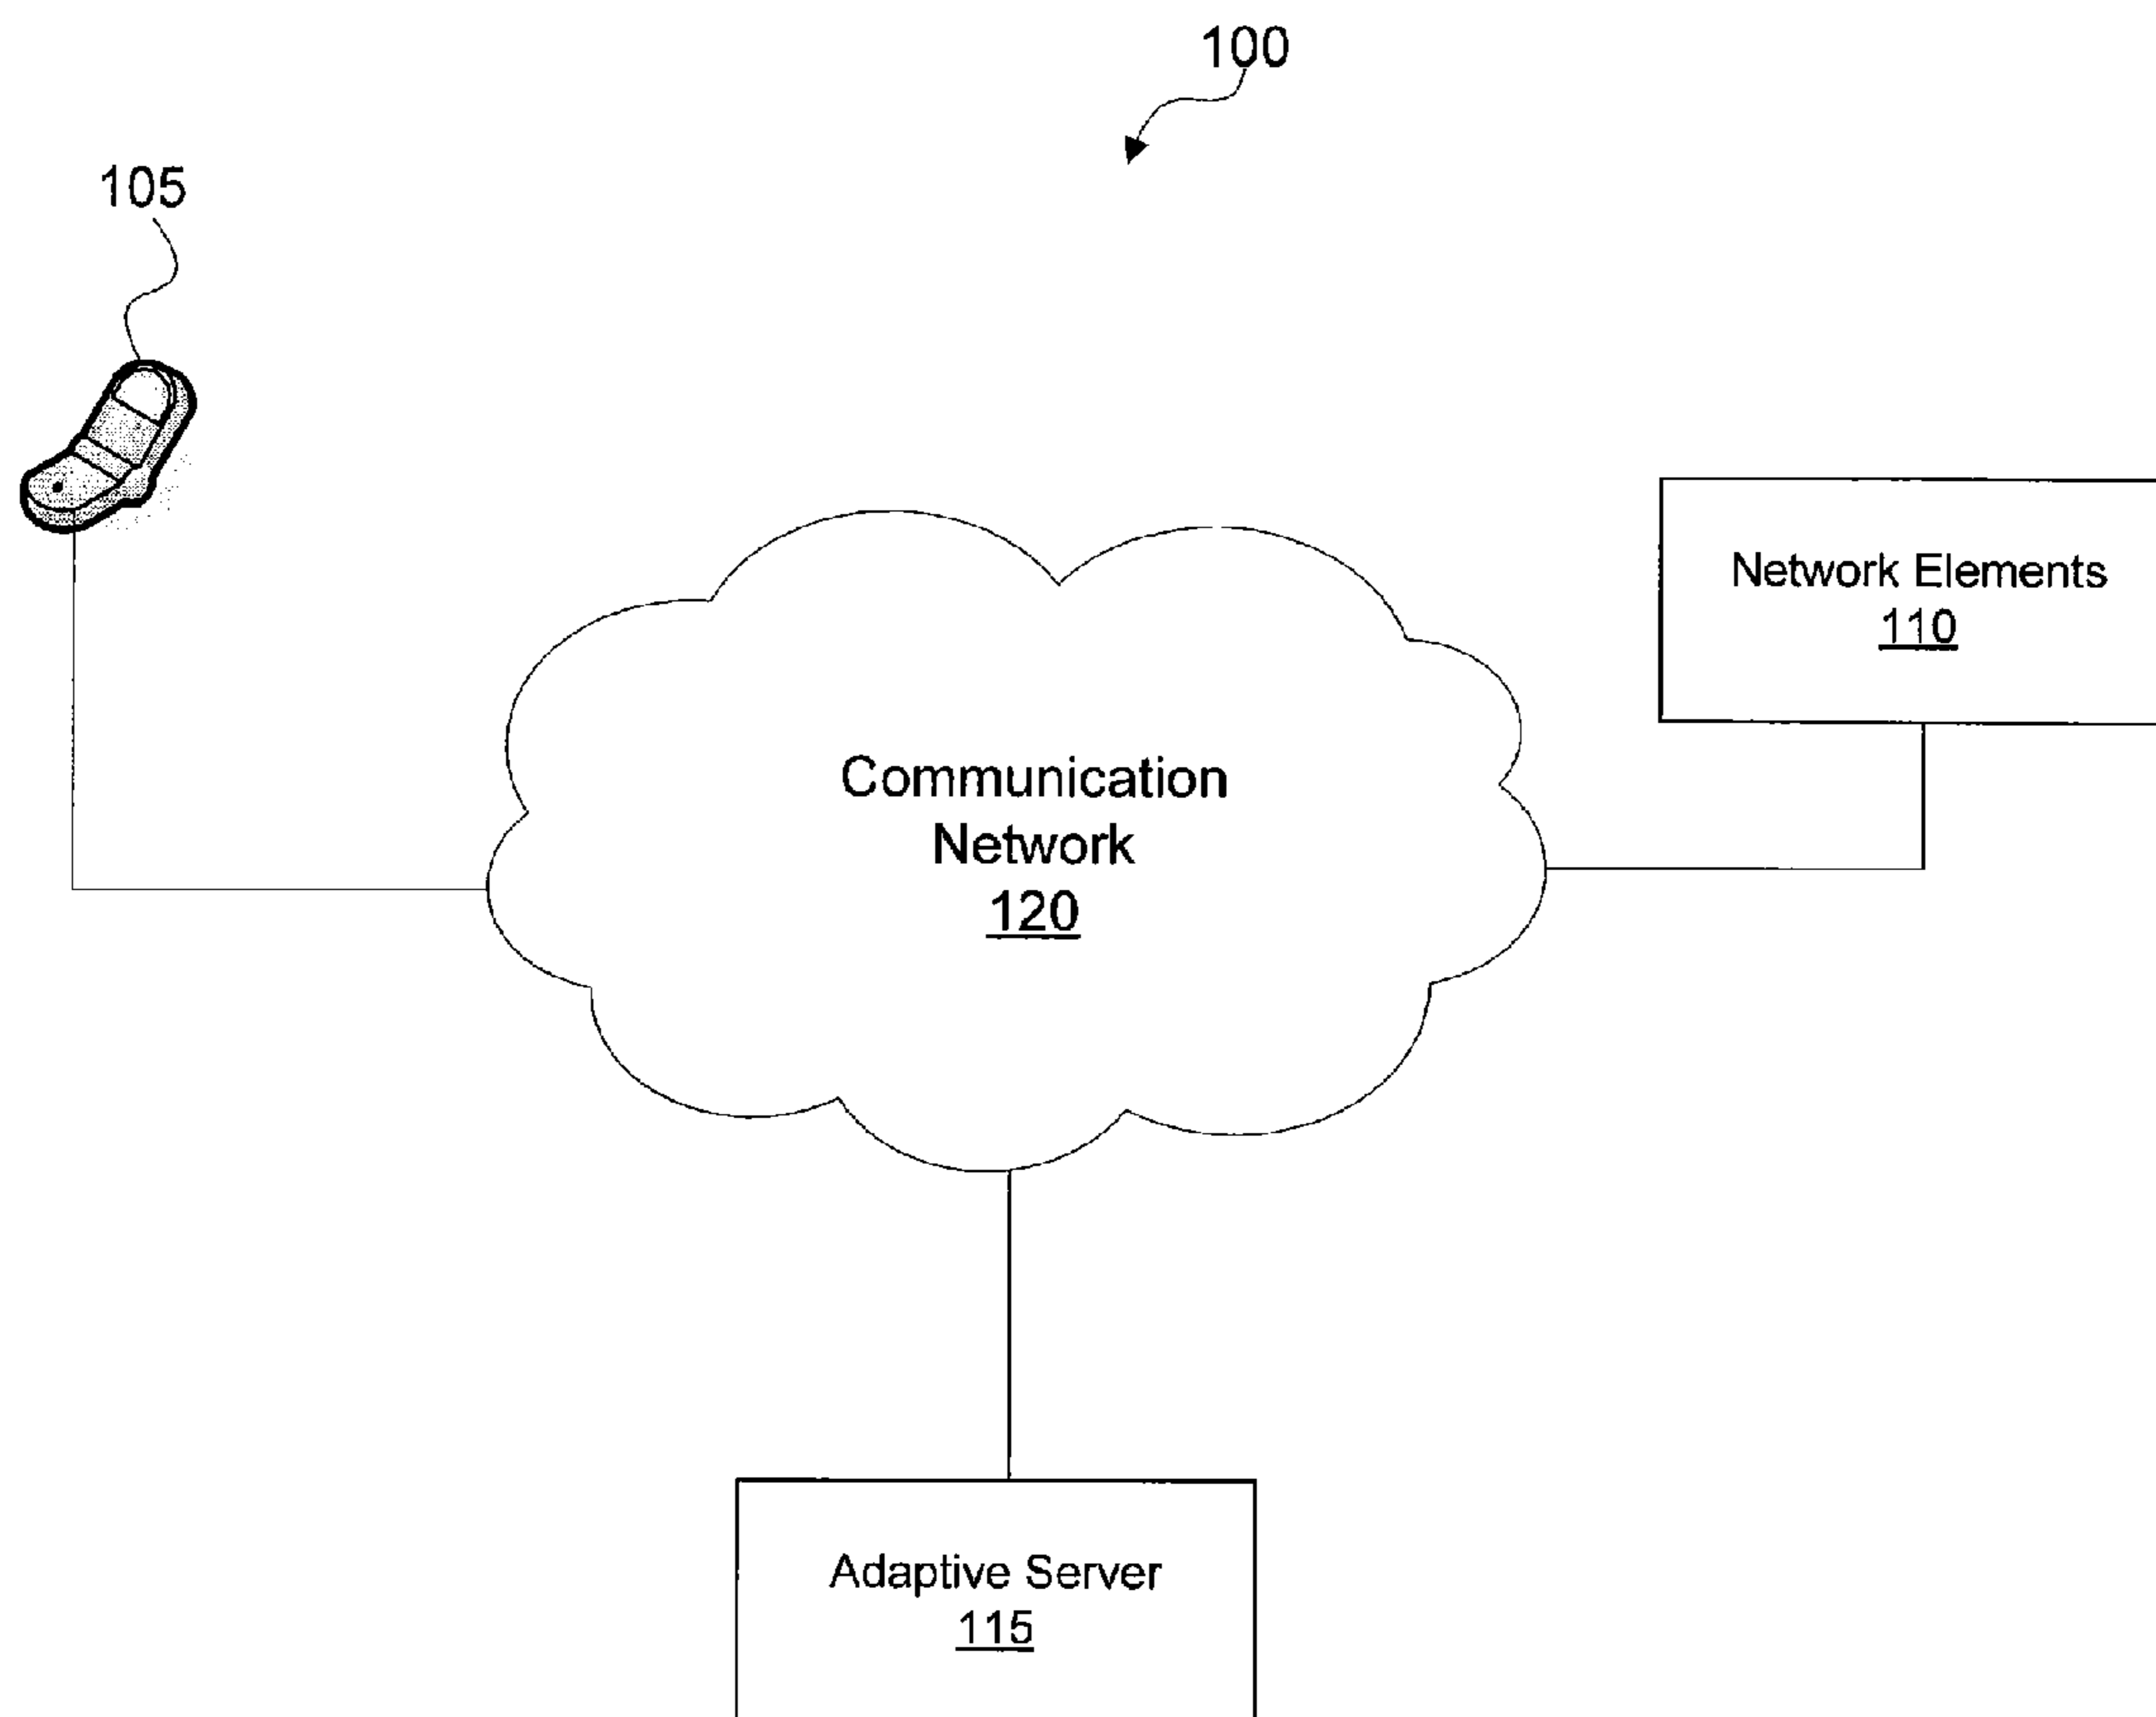 100
105
Network Elements
110
Communication
Network
120
Adaptive Server
115